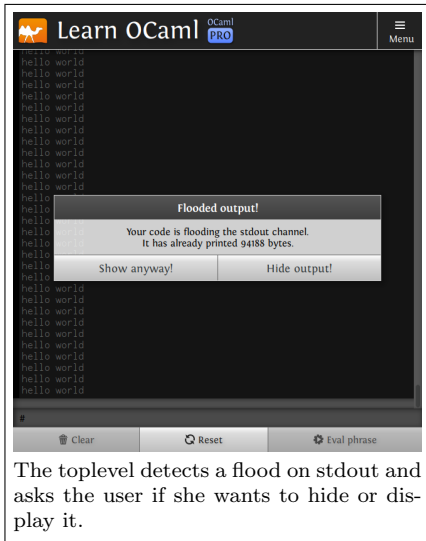 Learn OCaml OCaml PRO
Menu
hello world
hello world
hello world
hello world
hello world
hello world
hello world
hello world
hello world
hello world
hello world
hello world
hello world
hello
hello
Flooded output!
hello
hello
Your code is flooding the stdout channel.
hello
It has already printed 94188 bytes.
hello
hello
Show anyway!
Hide output!
hello
hello world
hello world
hello world
hello world
hello world
hello world
hello world
hello world
hello world
hello world
#
Clear
Reset
Eval phrase
The toplevel detects a flood on stdout and
asks the user if she wants to hide or dis-
play it.